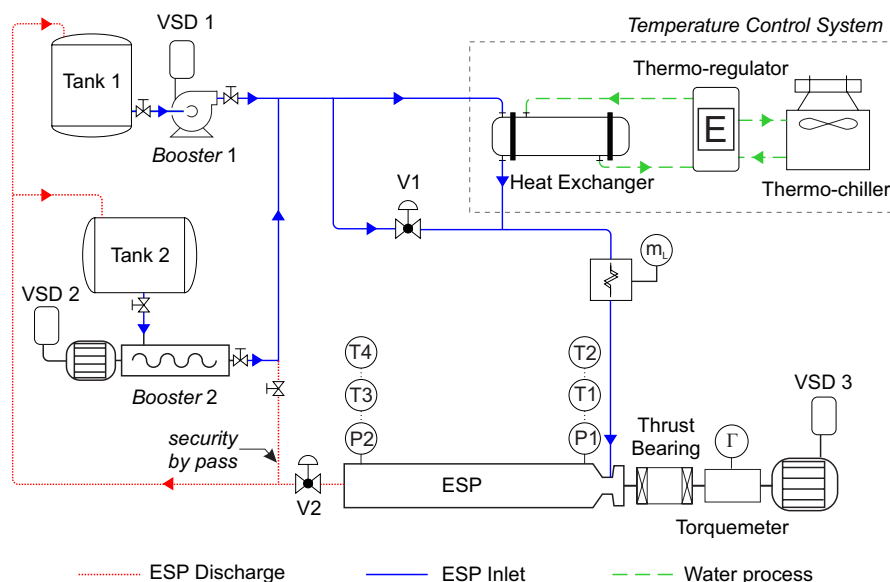 VSD 1
Temperature Control System
Tank 1
Thermo-regulator
E
Booster 1
Heat Exchanger
Thermo-chiller
V1
Tank 2
mL
VSD 2
T4
T2
T3
T1
VSD 3
Booster 2
P2
P1
Thrust
Bearing
Γ
security
by pass
ESP
V2
Torquemeter
ESP Discharge
ESP Inlet
Water process